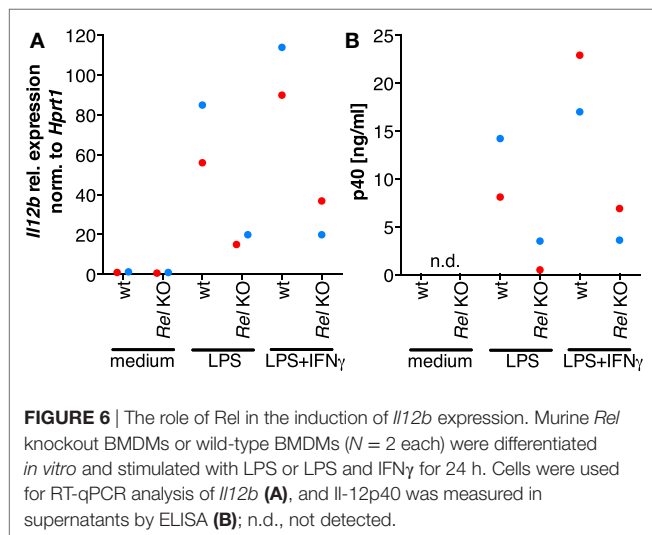 A
Il12b rel. expression
norm. to Hprt1
120
100
80
60
40
20
0
wt
Rel KO
wt
Rel KO
wt
Rel KO
medium
LPS
LPS+IFNγ
B
p40 [ng/ml]
25
20
15
10
5
0
n.d.
wt
Rel KO
wt
Rel KO
wt
Rel KO
medium
LPS
LPS+IFNγ
FIGURE 6 | The role of Rel in the induction of Il12b expression. Murine Rel
knockout BMDMs or wild-type BMDMs (N = 2 each) were differentiated
in vitro and stimulated with LPS or LPS and IFNγ for 24 h. Cells were used
for RT-qPCR analysis of Il12b (A), and Il-12p40 was measured in
supernatants by ELISA (B); n.d., not detected.